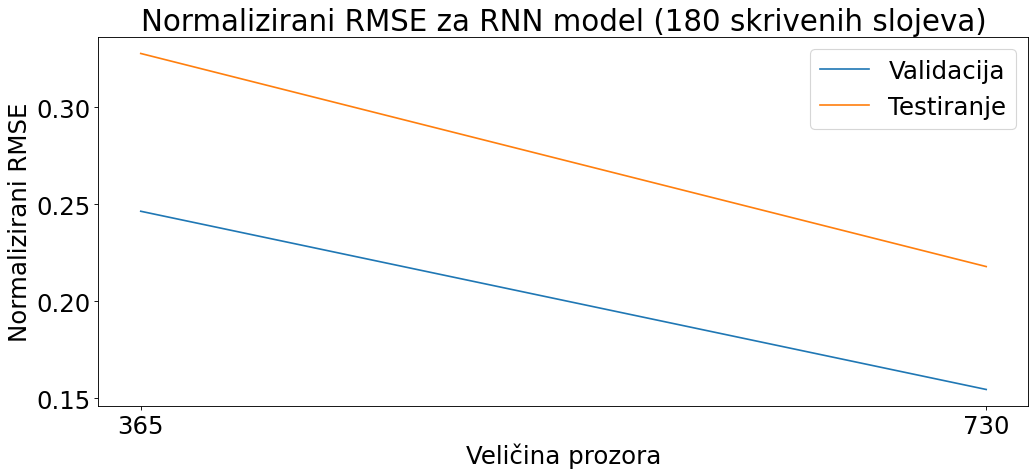 Normalizirani RMSE za RNN model (180 skrivenih slojeva)
Validacija
Testiranje
Normalizirani RMSE
0.30
0.25
0.20
0.15
365
730
Veličina prozora